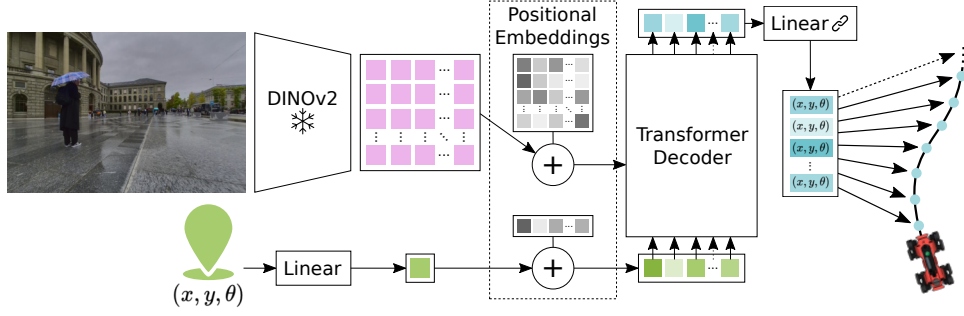 Positional
Embeddings
Linear
DINOv2
Transformer
Decoder
(x, y, θ)
(x, y, θ)
(x, y, θ)
(x, y, θ)
Linear
(x, y, θ)